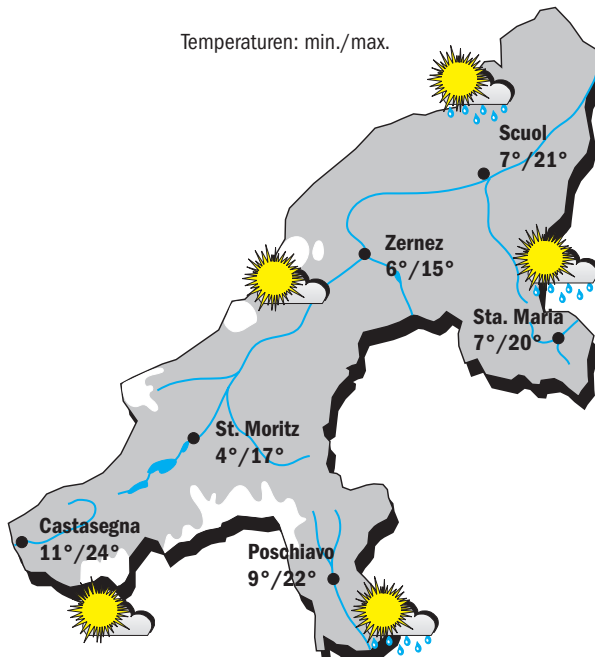 Temperaturen: min./max.
Scuol
7°/21°
Zernez
6°/15°
Sta. Maria
7°/20°
St. Moritz
4°/17°
Castasegna
11°/24°
Poschiavo
9°/22°